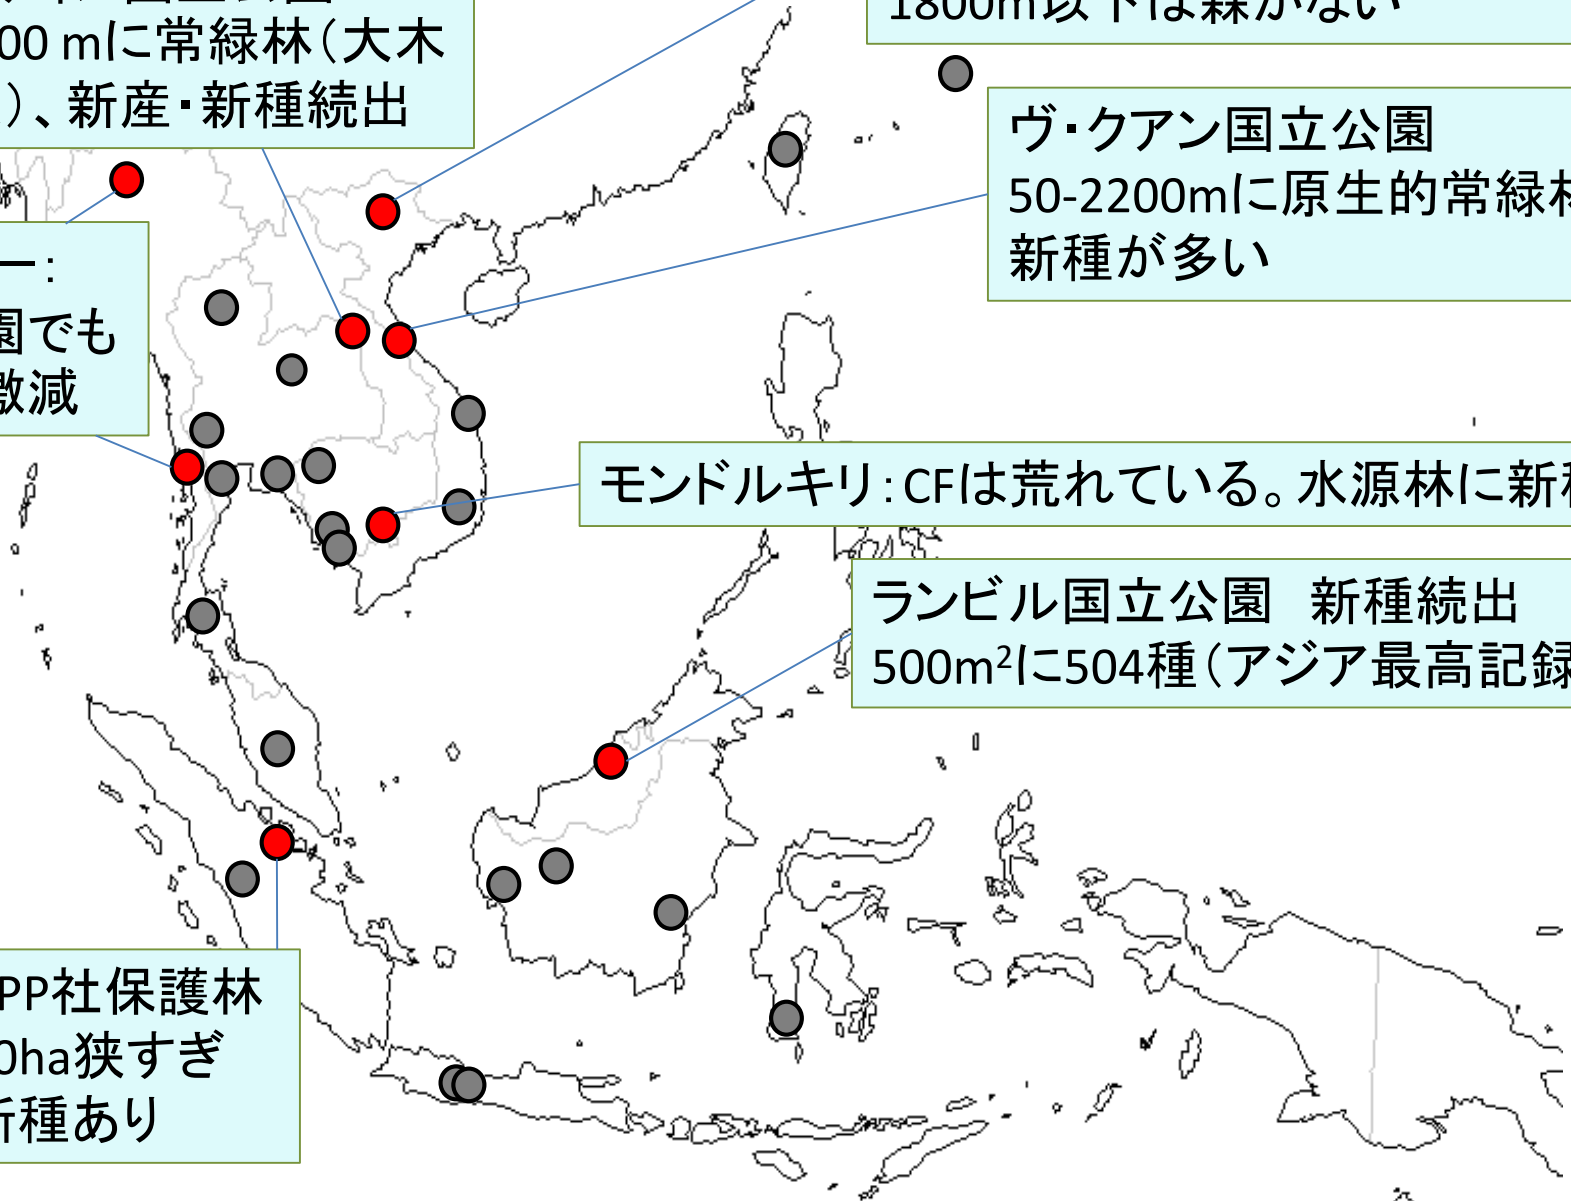 00 mに常緑林（大木
）、新産・新種続出
1800m以下は森がない
ヴ・クアン国立公園
50-2200mに原生的常緑林
新種が多い
ー：
園でも
激減
モンドルキリ：CFは荒れている。水源林に新種
ランビル国立公園　新種続出
500m²に504種（アジア最高記録
PP社保護林
0ha狭すぎ
新種あり